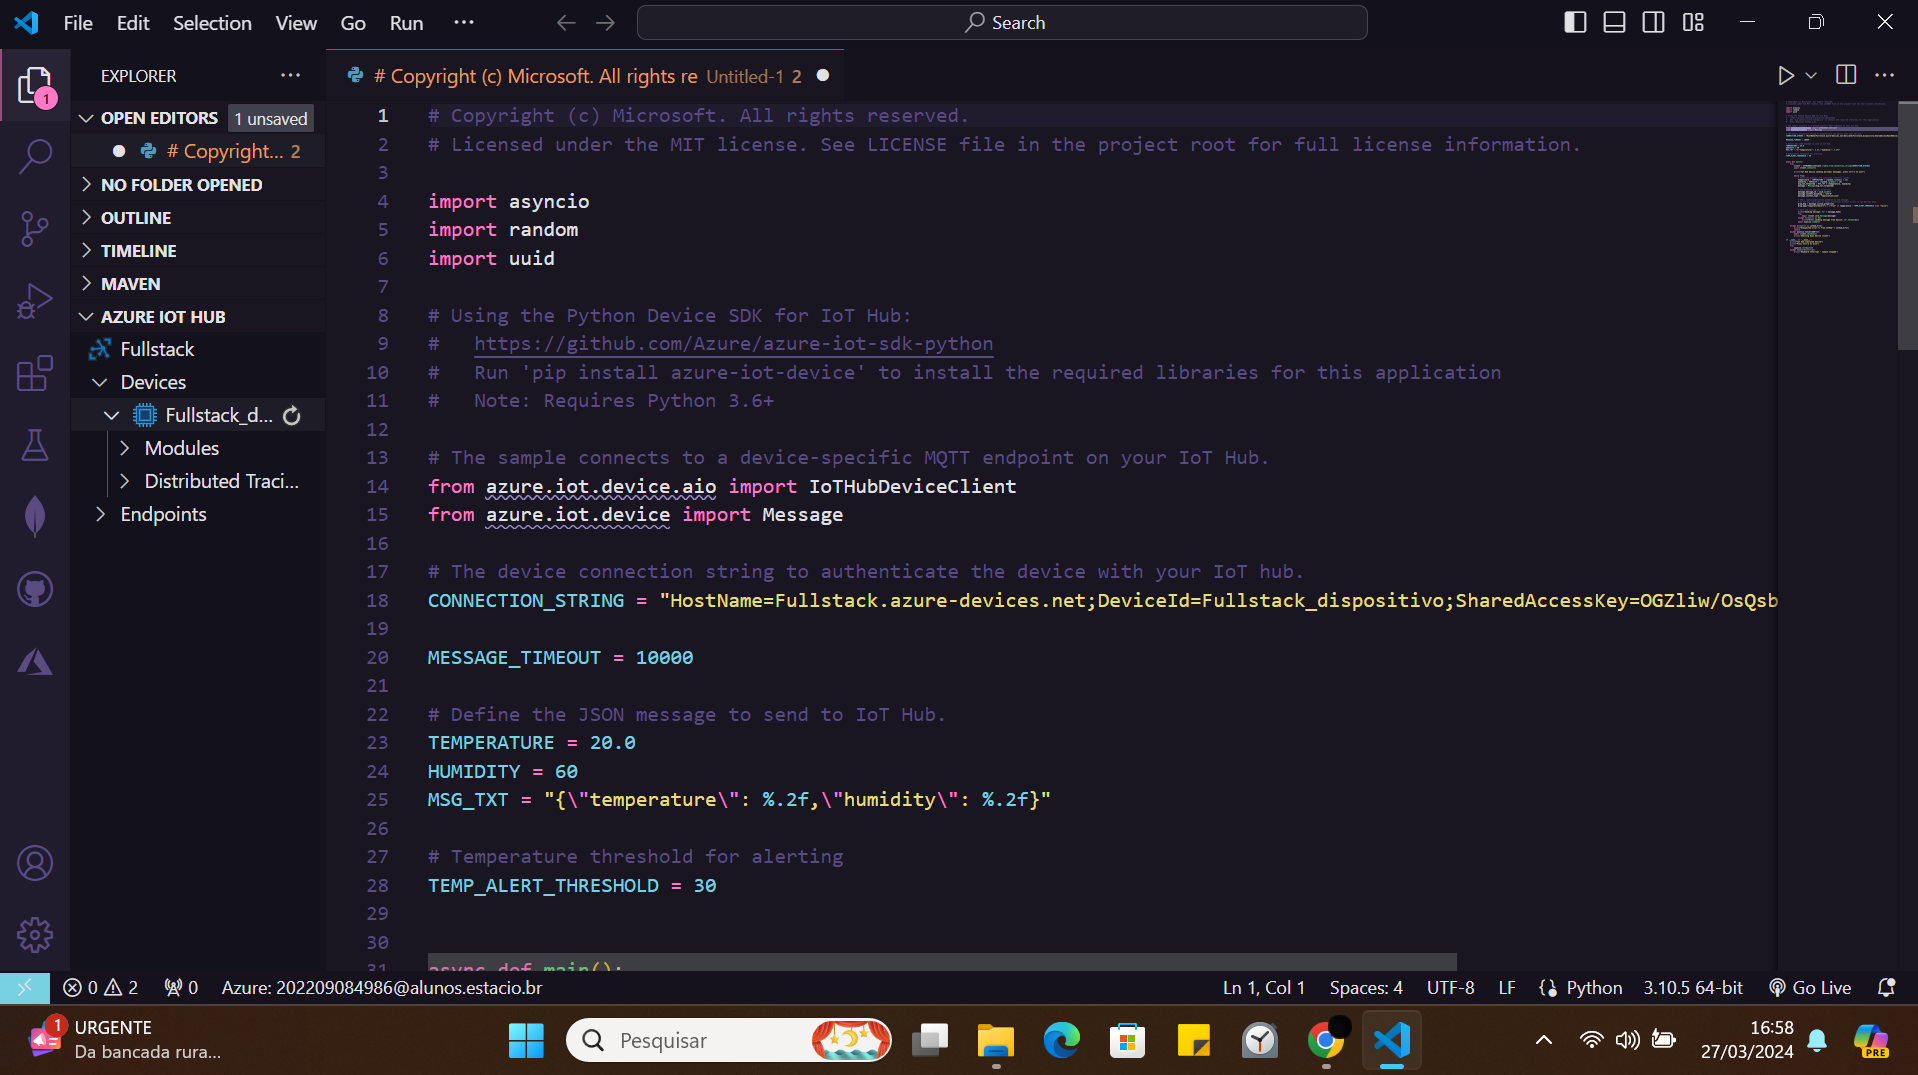 File Edit Selection View Go Run ···
Search
EXPLORER ···
1
OPEN EDITORS 1 unsaved
# Copyright... 2
NO FOLDER OPENED
OUTLINE
TIMELINE
MAVEN
AZURE IOT HUB
Fullstack
Devices
Fullstack_d...
Modules
Distributed Traci...
Endpoints
# Copyright (c) Microsoft. All rights re Untitled-1 2
1 # Copyright (c) Microsoft. All rights reserved.
2 # Licensed under the MIT license. See LICENSE file in the project root for full license information.
3
4 import asyncio
5 import random
6 import uuid
7
8 # Using the Python Device SDK for IoT Hub:
9 #   https://github.com/Azure/azure-iot-sdk-python
10 #   Run 'pip install azure-iot-device' to install the required libraries for this application
11 #   Note: Requires Python 3.6+
12
13 # The sample connects to a device-specific MQTT endpoint on your IoT Hub.
14 from azure.iot.device.aio import IoTHubDeviceClient
15 from azure.iot.device import Message
16
17 # The device connection string to authenticate the device with your IoT hub.
18 CONNECTION_STRING = "HostName=Fullstack.azure-devices.net;DeviceId=Fullstack_dispositivo;SharedAccessKey=OGZliw/OsQsb
19
20 MESSAGE_TIMEOUT = 10000
21
22 # Define the JSON message to send to IoT Hub.
23 TEMPERATURE = 20.0
24 HUMIDITY = 60
25 MSG_TXT = "{\"temperature\": %.2f,\"humidity\": %.2f}"
26
27 # Temperature threshold for alerting
28 TEMP_ALERT_THRESHOLD = 30
29
30
31 async def main():
0 2 0 Azure: 202209084986@alunos.estacio.br
Ln 1, Col 1 Spaces: 4 UTF-8 LF Python 3.10.5 64-bit Go Live
1 URGENTE
Da bancada rura...
Pesquisar
16:58
27/03/2024
PRE